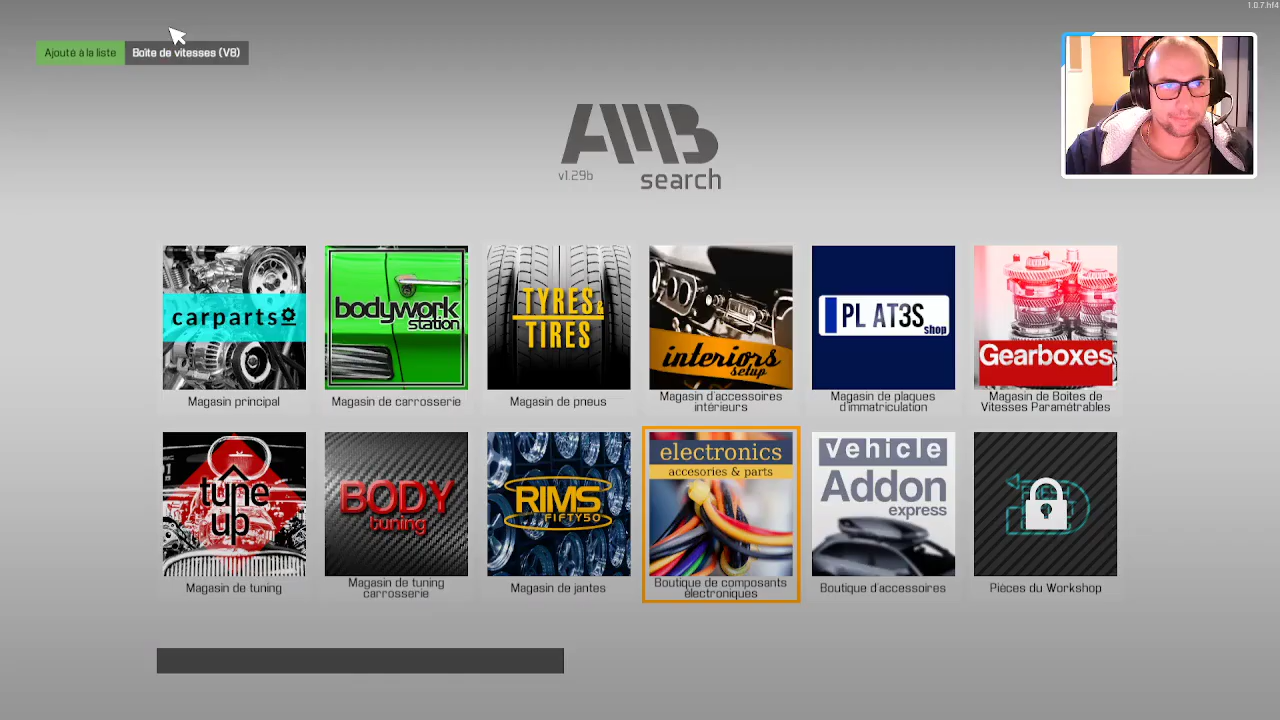 1.0.7.hf4
Ajouté à la liste Boîte de vitesses (V8)
AMB
v1.29b search
carparts
bodywork
station
TYRES &
TIRES
interiors
setup
PL AT3S
shop
Gearboxes
Magasin principal
Magasin de carrosserie
Magasin de pneus
Magasin d'accessoires
intérieurs
Magasin de plaques
d'immatriculation
Magasin de Boîtes de
Vitesses Paramétrables
tune
up
BODY
tuning
RIMS
FIFTY50
electronics
accesories & parts
vehicle
Addon
express
Magasin de tuning
Magasin de tuning
carrosserie
Magasin de jantes
Boutique de composants
électroniques
Boutique d'accessoires
Pièces du Workshop